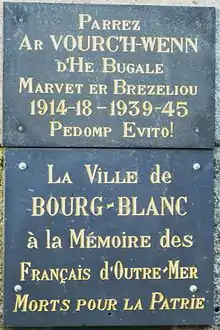 Parrez
Ar VOURC'H-WENN
d'He Bugale
Marvet er Brezeliou
1914-18-1939-45
Pedomp Evito!
La Ville de
BOURG-BLANC
à la Mémoire des
Français d'Outre-Mer
Morts pour la Patrie